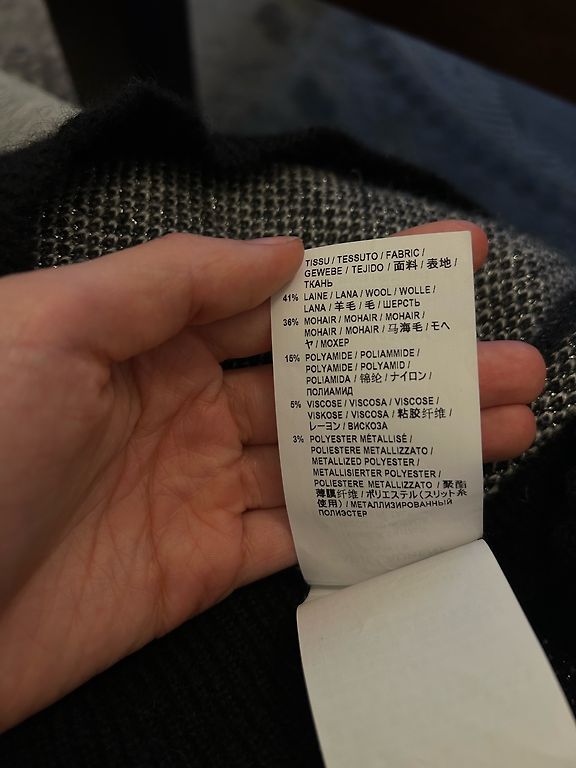 TISSU / TESSUTO / FABRIC /
GEWEBE / TEJIDO / 面料 / 表地 /
ТКАНЬ
41% LAINE / LANA / WOOL / WOLLE /
LANA / 羊毛 / 毛 / ШЕРСТЬ
36% MOHAIR / MOHAIR / MOHAIR /
MOHAIR / MOHAIR / 马海毛 / モヘ
ヤ / МОХЕР
15% POLYAMIDE / POLIAMMIDE /
POLYAMIDE / POLYAMID /
POLIAMIDA / 锦纶 / ナイロン /
ПОЛИАМИД
5% VISCOSE / VISCOSA / VISCOSE /
VISKOSE / VISCOSA / 粘胶纤维 /
レーヨン / ВИСКОЗА
3% POLYESTER MÉTALLISÉ /
POLIESTERE METALLIZZATO /
METALLIZED POLYESTER /
METALLISIERTER POLYESTER /
POLIESTERE METALLIZZATO / 聚酯
薄膜纤维 / ポリエステル(スリット糸
使用) / МЕТАЛЛИЗИРОВАННЫЙ
ПОЛИЭСТЕР